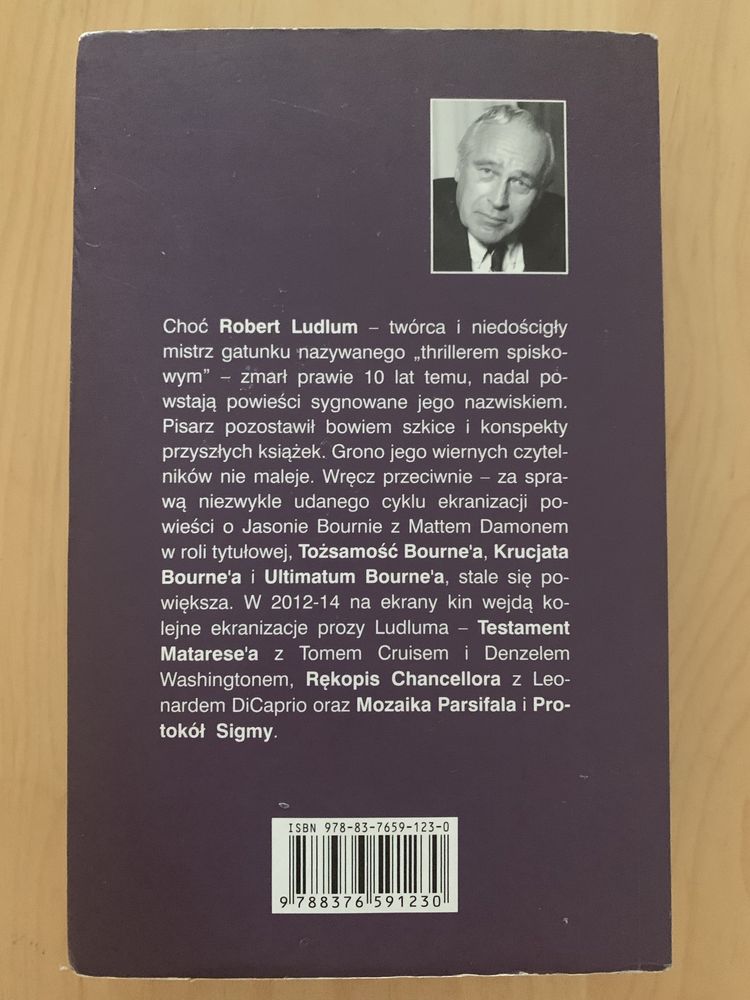 Choć Robert Ludlum – twórca i niedościgły
mistrz gatunku nazywanego „thrillerem spisko-
wym” – zmarł prawie 10 lat temu, nadal po-
wstają powieści sygnowane jego nazwiskiem.
Pisarz pozostawił bowiem szkice i konspekty
przyszłych książek. Grono jego wiernych czytel-
ników nie maleje. Wręcz przeciwnie – za spra-
wą niezwykle udanego cyklu ekranizacji po-
wieści o Jasonie Bournie z Mattem Damonem
w roli tytułowej, Tożsamość Bourne'a, Krucjata
Bourne'a i Ultimatum Bourne'a, stale się po-
większa. W 2012-14 na ekrany kin wejdą ko-
lejne ekranizacje prozy Ludluma – Testament
Matarese'a z Tomem Cruisem i Denzelem
Washingtonem, Rękopis Chancellora z Leo-
nardem DiCaprio oraz Mozaika Parsifala i Pro-
tokół Sigmy.
ISBN 978-83-7659-123-0
9 788376 591230